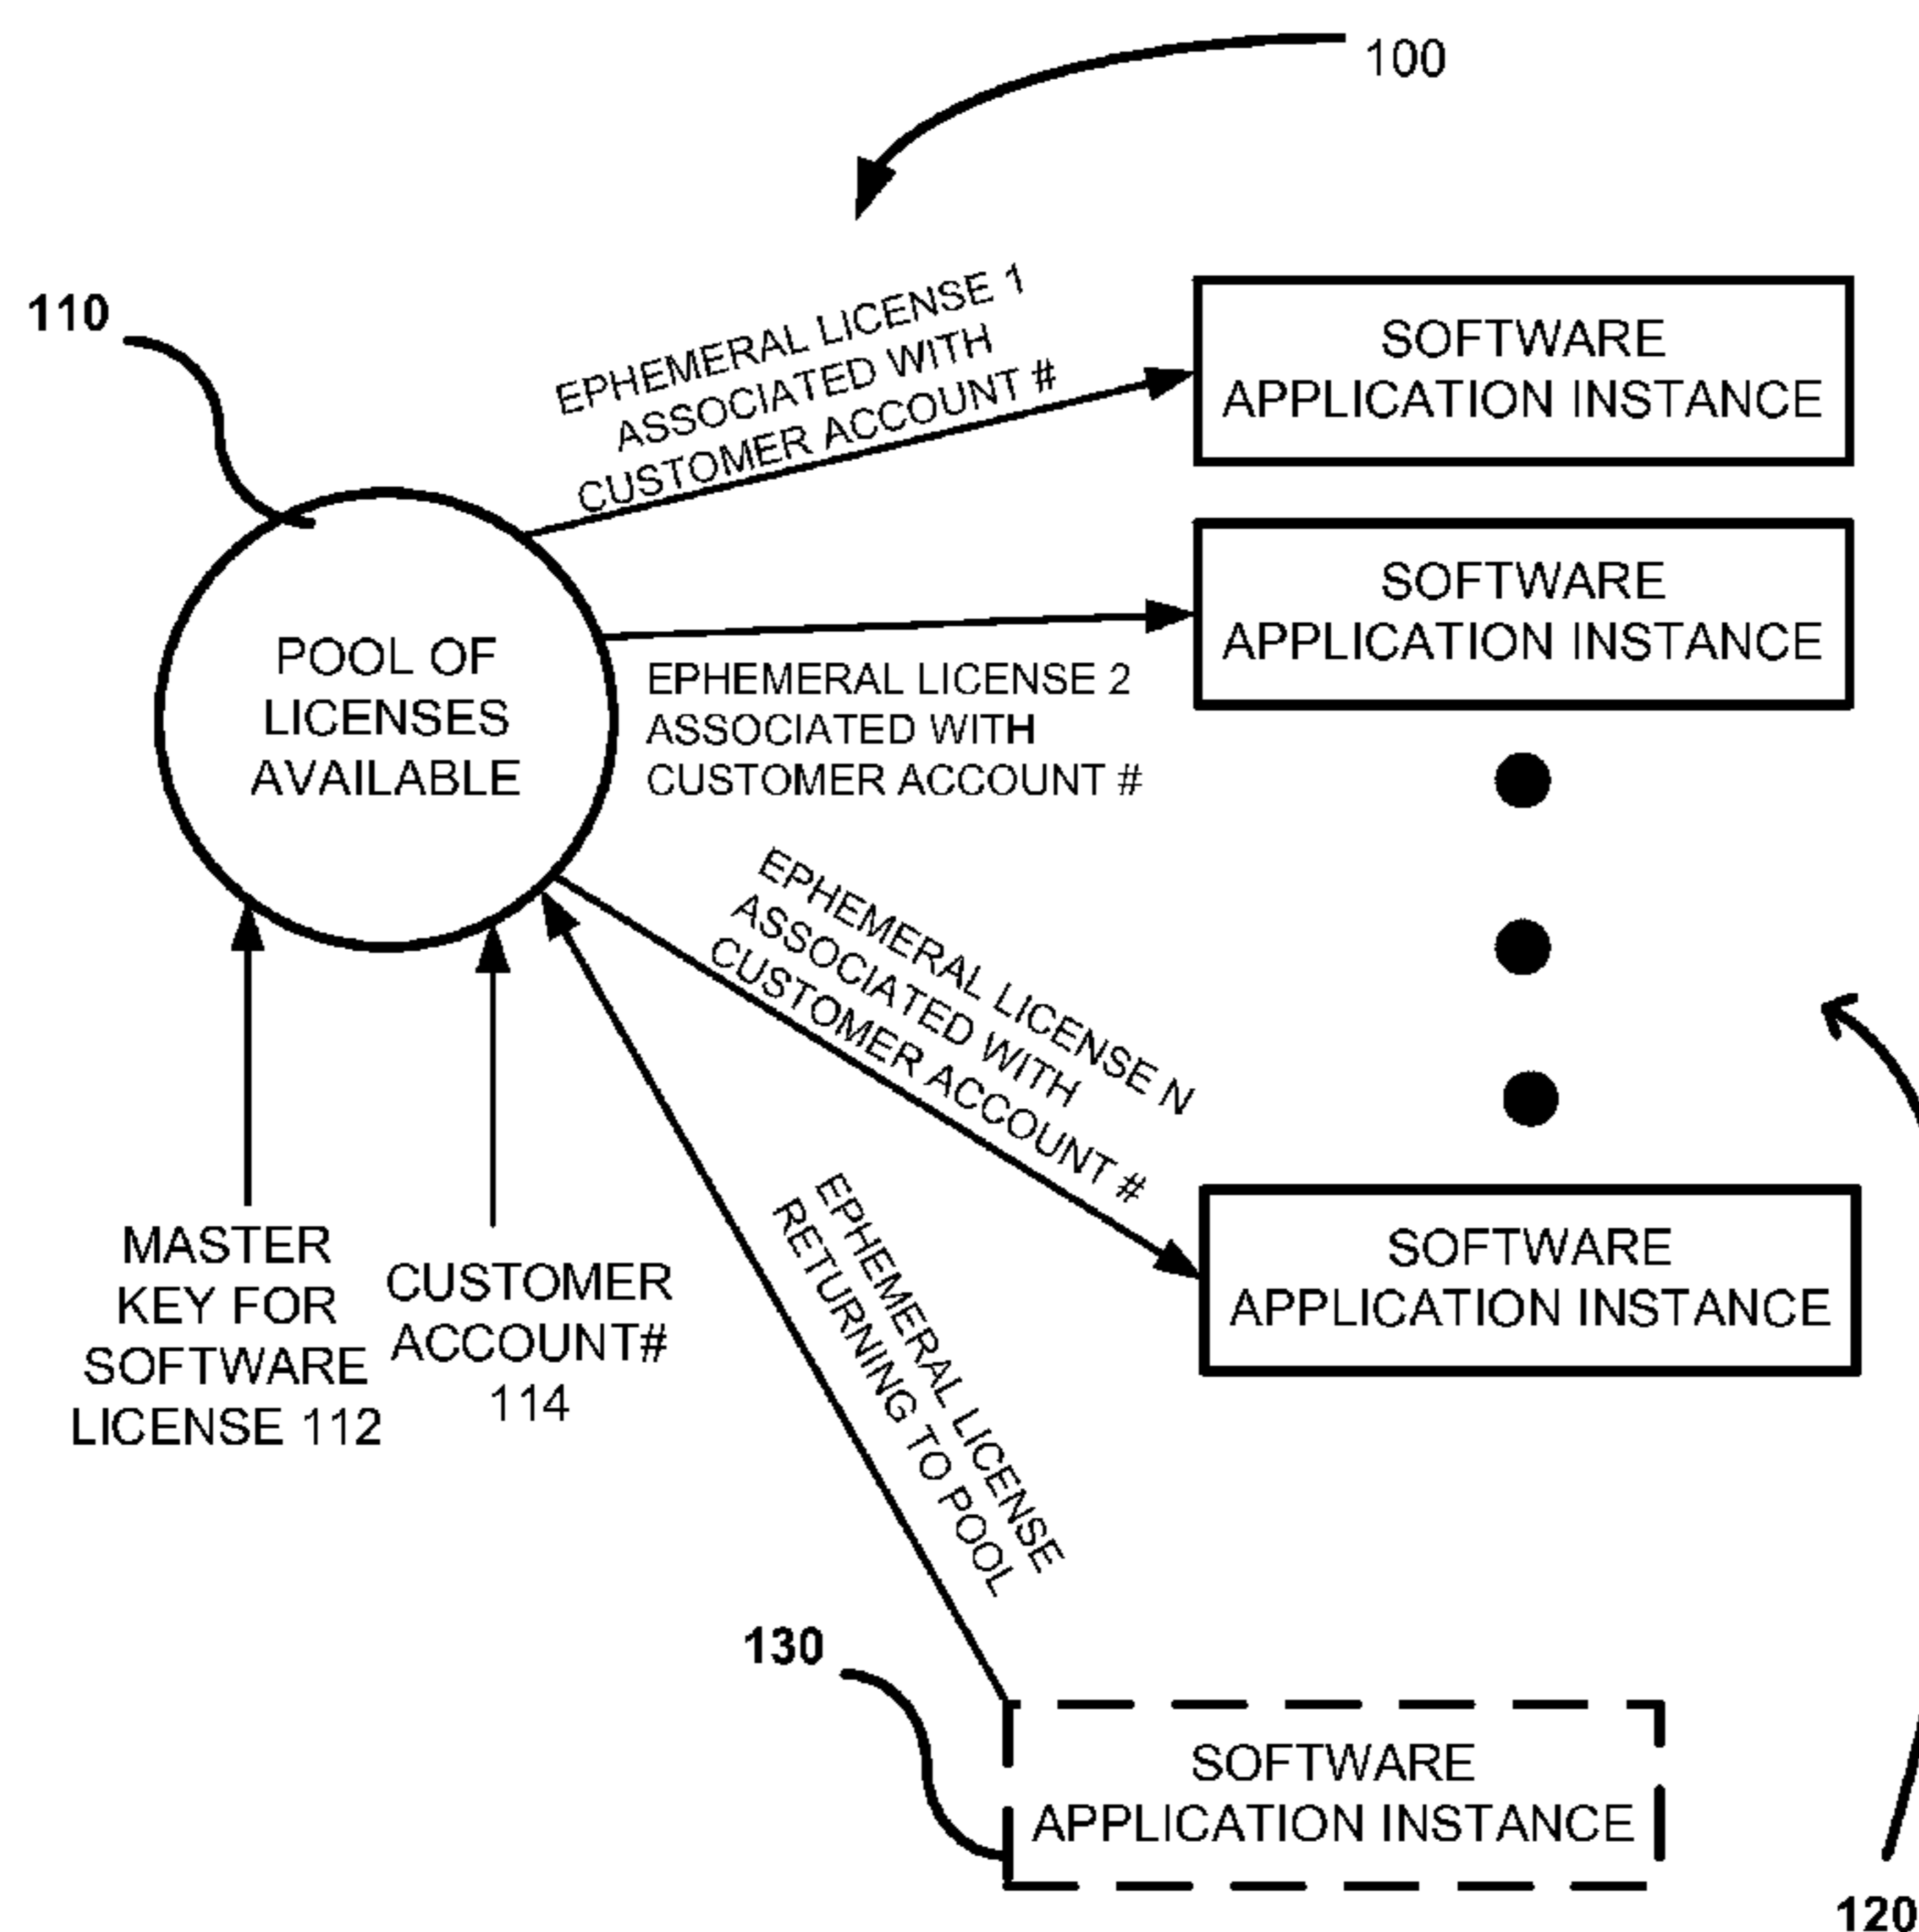 100
110
EPHEMERAL LICENSE 1
ASSOCIATED WITH
CUSTOMER ACCOUNT #
SOFTWARE
APPLICATION INSTANCE
SOFTWARE
APPLICATION INSTANCE
POOL OF
LICENSES
AVAILABLE
EPHEMERAL LICENSE 2
ASSOCIATED WITH
CUSTOMER ACCOUNT #
EPHEMERAL LICENSE N
ASSOCIATED WITH
CUSTOMER ACCOUNT #
SOFTWARE
APPLICATION INSTANCE
MASTER
KEY FOR
SOFTWARE
LICENSE 112
CUSTOMER
ACCOUNT#
114
EPHEMERAL LICENSE
RETURNING TO POOL
130
SOFTWARE
APPLICATION INSTANCE
120